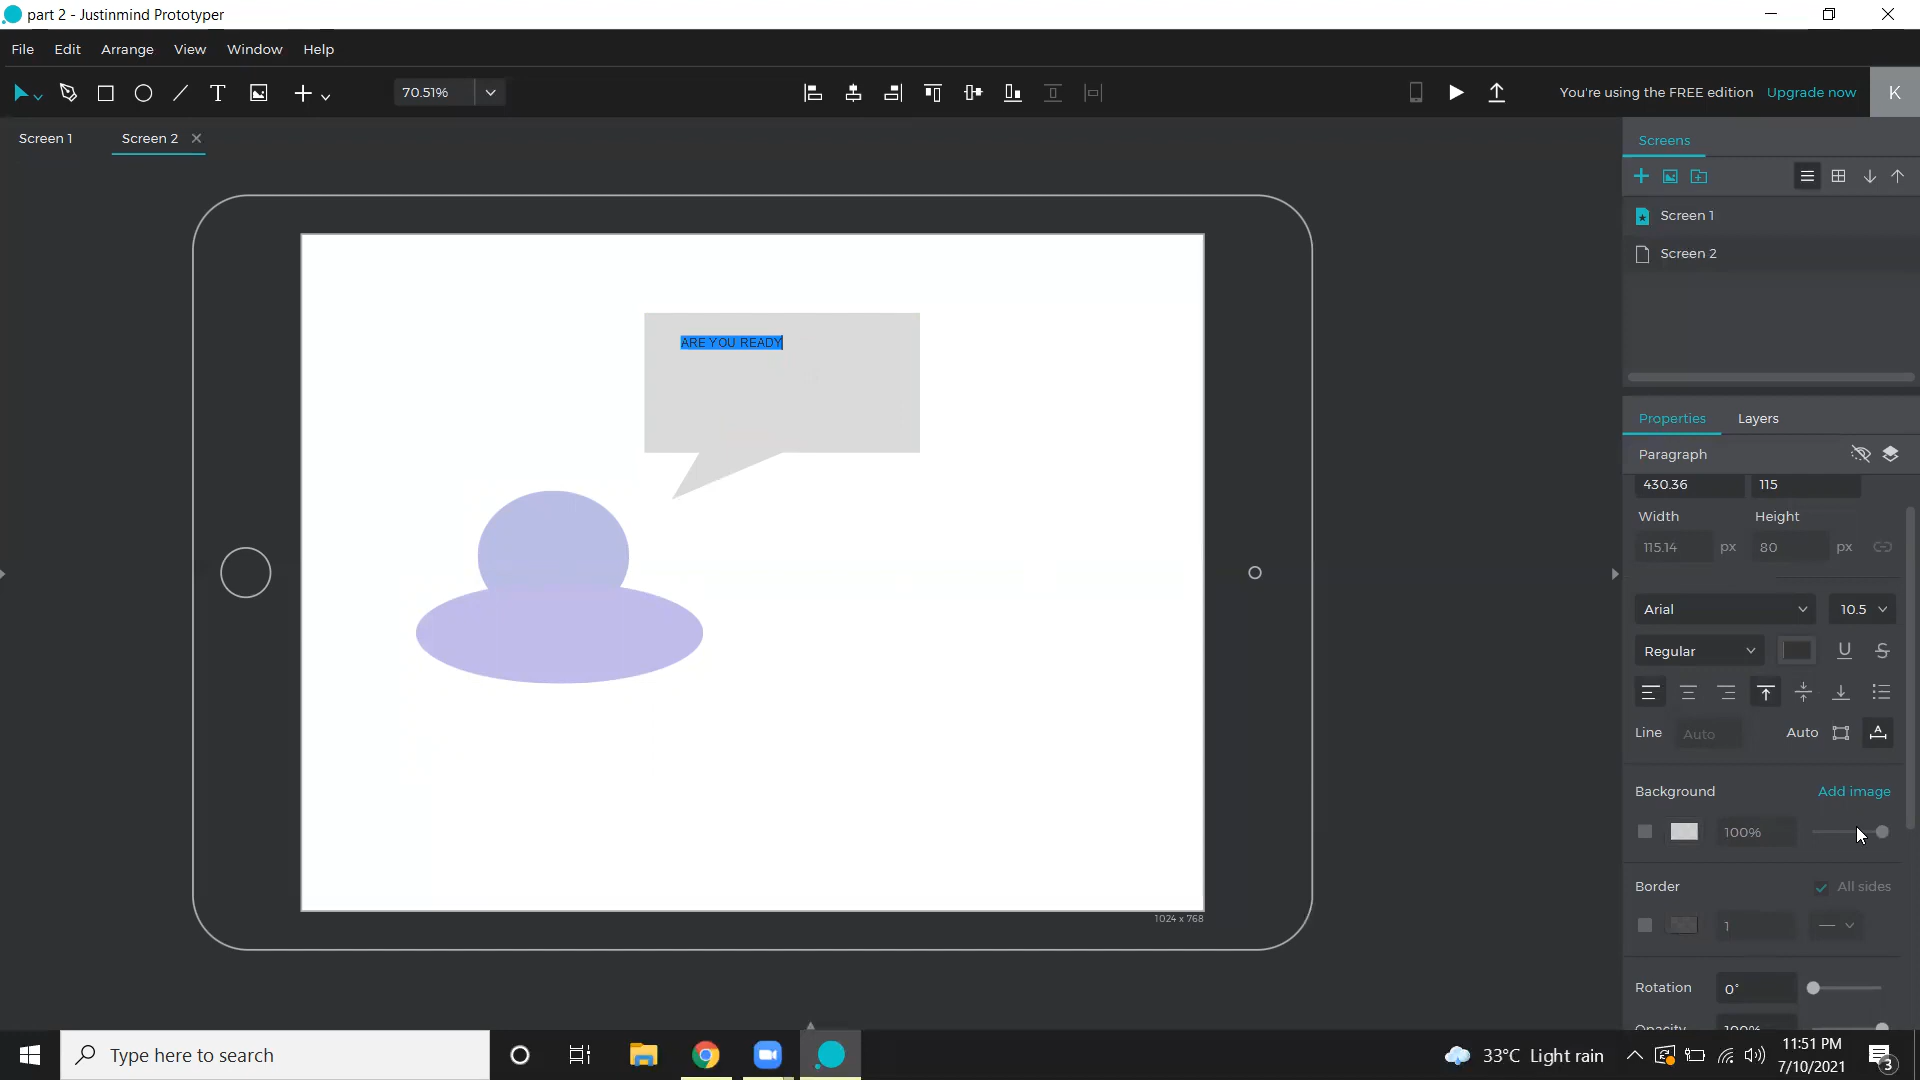 part 2 - Justinmind Prototyper
File Edit Arrange View Window Help
70.51%
You're using the FREE edition Upgrade now K
Screen 1 Screen 2
Screens
Screen 1
Screen 2
ARE YOU READY
1024 x 768
Properties Layers
Paragraph
430.36 115
Width Height
115.14 px 80 px
Arial 10.5
Regular U S
Line Auto Auto A
Background Add image
100%
Border All sides
1
Rotation 0°
Opacity 100%
Type here to search
33°C Light rain
11:51 PM
7/10/2021
3